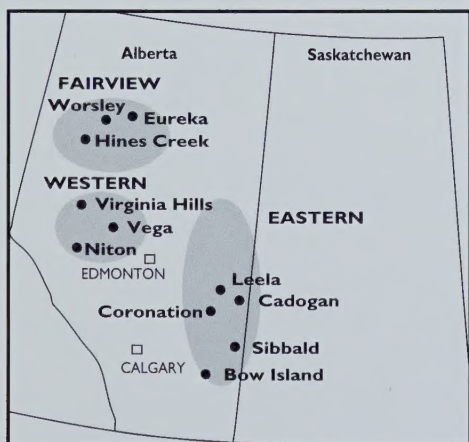 Alberta
Saskatchewan
FAIRVIEW
Worsley
Eureka
Hines Creek
WESTERN
Virginia Hills
EASTERN
Vega
Niton
EDMONTON
Leela
Cadogan
Coronation
Sibbald
CALGARY
Bow Island